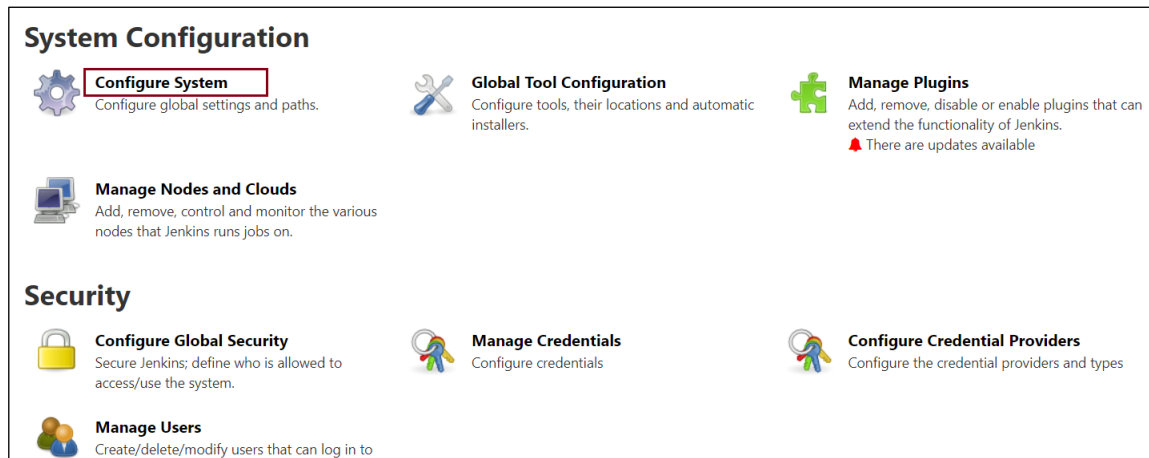 System Configuration
Configure System
Configure global settings and paths.
Global Tool Configuration
Configure tools, their locations and automatic
installers.
Manage Plugins
Add, remove, disable or enable plugins that can
extend the functionality of Jenkins.
There are updates available
Manage Nodes and Clouds
Add, remove, control and monitor the various
nodes that Jenkins runs jobs on.
Security
Configure Global Security
Secure Jenkins; define who is allowed to
access/use the system.
Manage Credentials
Configure credentials
Configure Credential Providers
Configure the credential providers and types
Manage Users
Create/delete/modify users that can log in to